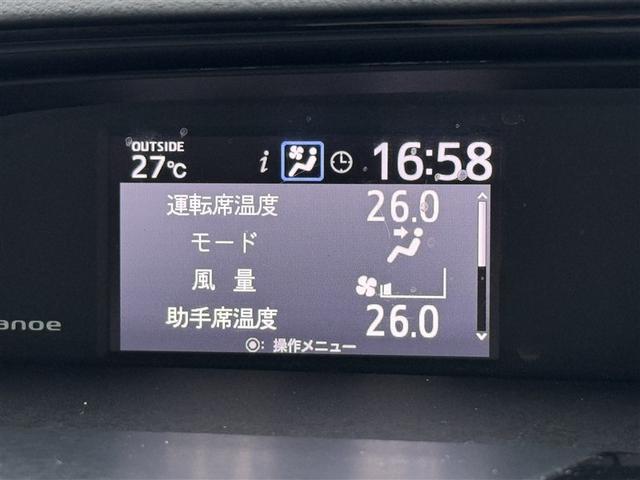 OUTSIDE
27℃ i 16:58
運転席温度 26.0
モード
風量
助手席温度 26.0
◉: 操作メニュー
anoe